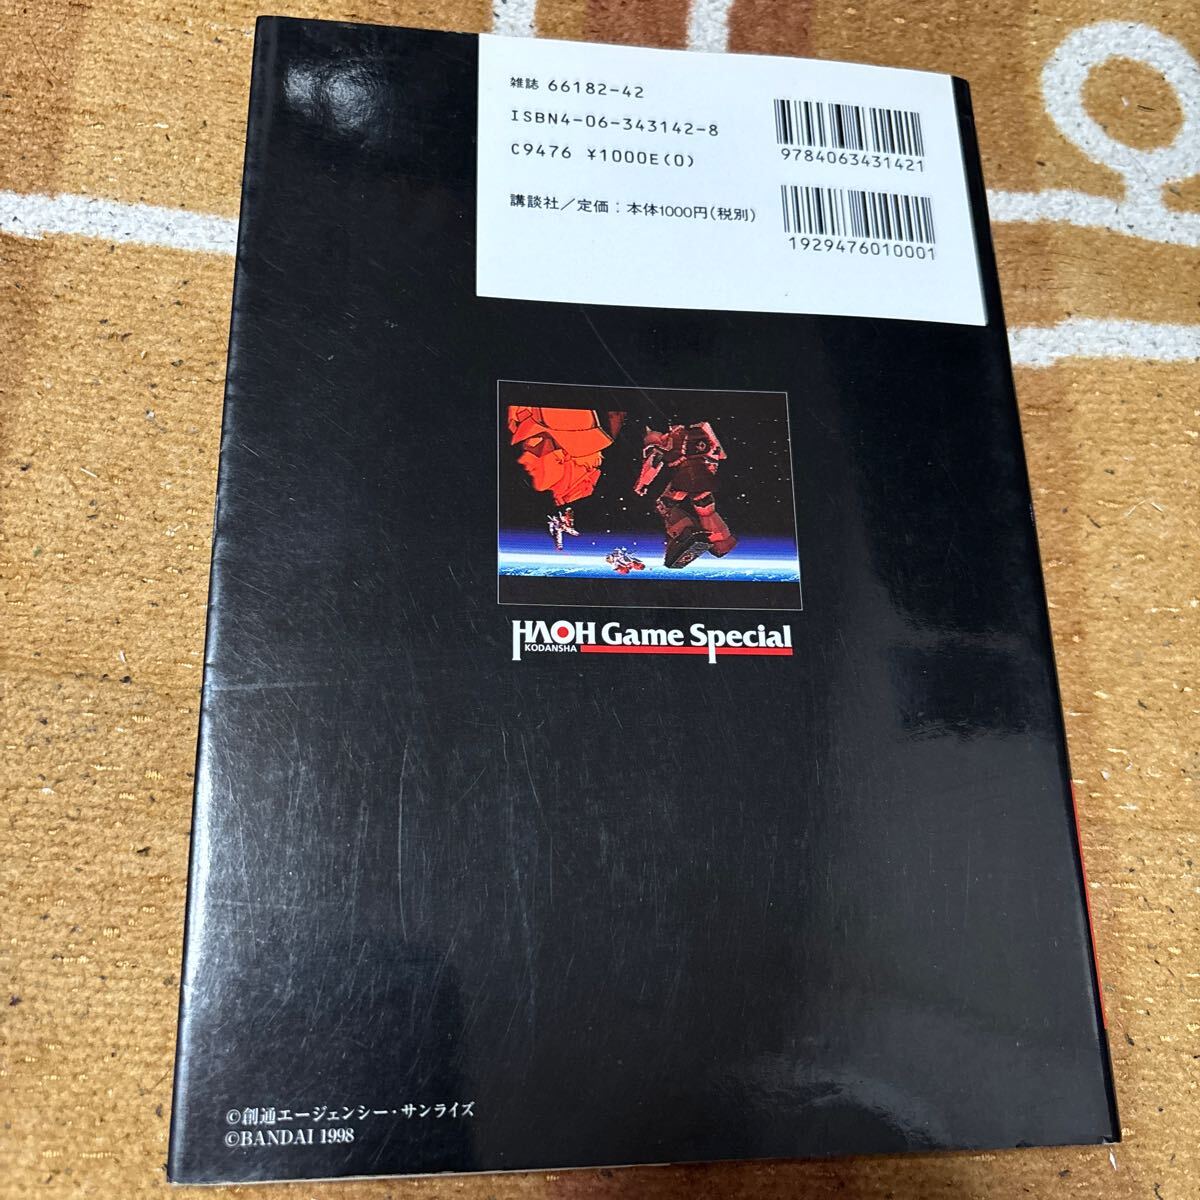 雑誌 66182-42
ISBN4-06-343142-8
C9476 ¥1000E(0)
講談社／定価：本体1000円(税別)
9784063431421
1929476010001
HAOH Game Special
KODANSHA
©創通エージェンシー・サンライズ
©BANDAI 1998